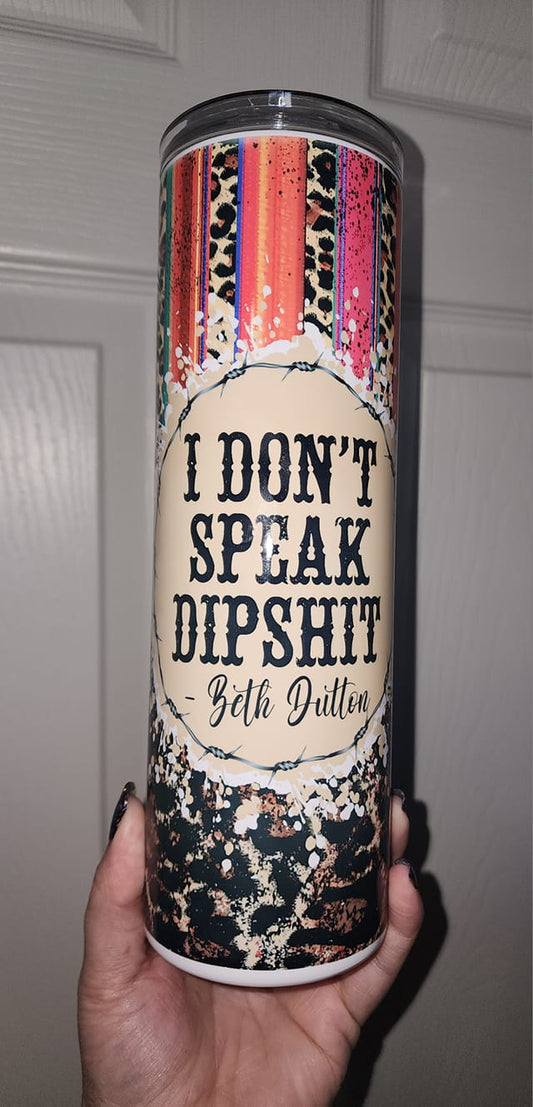 I DON'T
SPEAK
DIPSHIT
- Beth Dutton